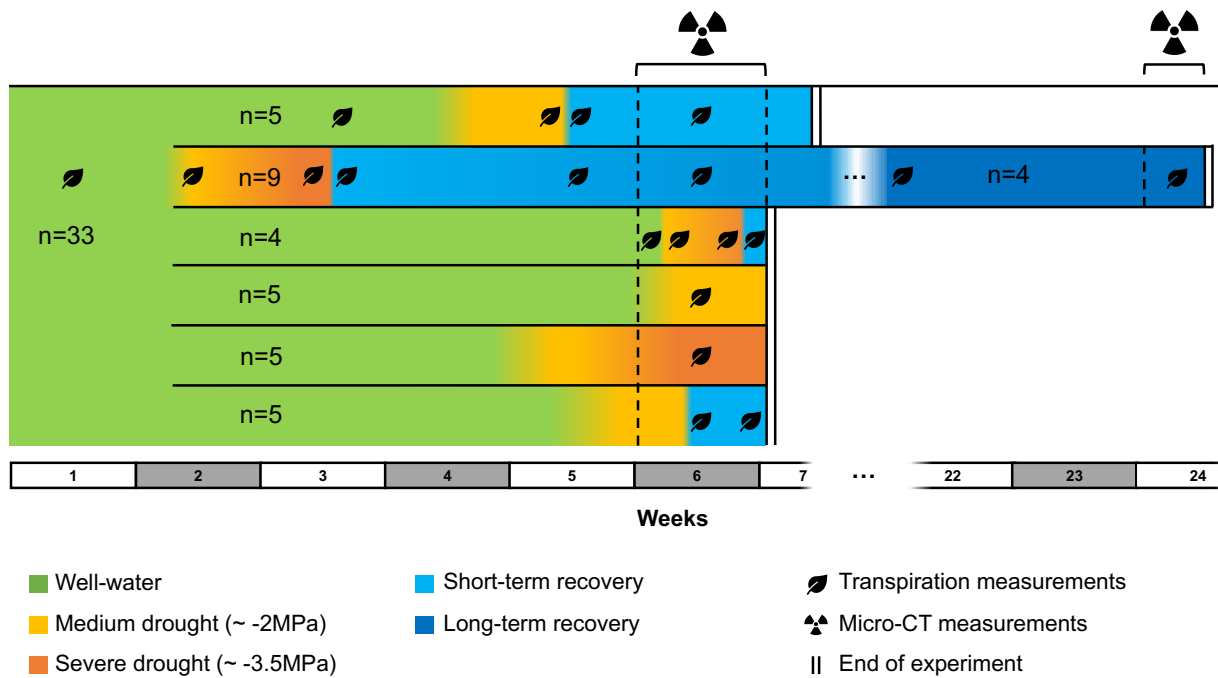 n=5
n=9
...
n=4
n=33
n=4
n=5
n=5
n=5
1 2 3 4 5 6 7 ... 22 23 24
Weeks
Well-water
Short-term recovery
Transpiration measurements
Medium drought (~ -2MPa)
Long-term recovery
Micro-CT measurements
Severe drought (~ -3.5MPa)
End of experiment